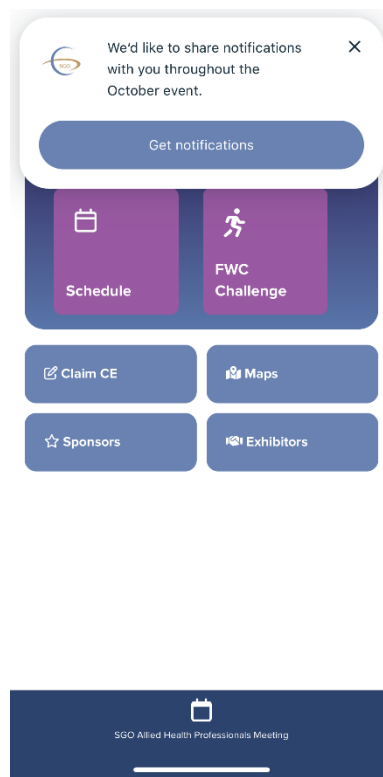 We'd like to share notifications
with you throughout the
October event.
SGO
Get notifications
Schedule
FWC
Challenge
Claim CE
Maps
Sponsors
Exhibitors
SGO Allied Health Professionals Meeting